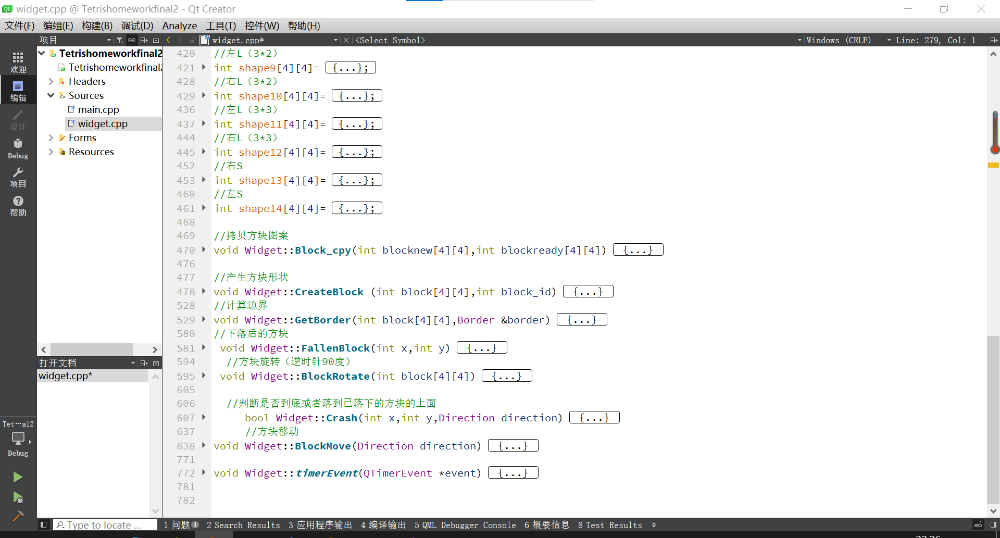 widget.cpp @ Tetrishomeworkfinal2 - Qt Creator
文件(F) 编辑(E) 构建(B) 调试(D) Analyze 工具(T) 控件(W) 帮助(H)
项目
widget.cpp*
<Select Symbol>
Windows (CRLF)
Line: 279, Col: 1
欢迎
编辑
设计
Debug
项目
帮助
Tet…al2
Debug
Tetrishomeworkfinal2
Tetrishomeworkfinal
Headers
Sources
main.cpp
widget.cpp
Forms
Resources
打开文档
widget.cpp*
420 //左L（3*2）
421 int shape9[4][4]= {...};
428 //右L（3*2）
429 int shape10[4][4]= {...};
436 //左L（3*3）
437 int shape11[4][4]= {...};
444 //右L（3*3）
445 int shape12[4][4]= {...};
452 //右S
453 int shape13[4][4]= {...};
460 //左S
461 int shape14[4][4]= {...};
468
469 //拷贝方块图案
470 void Widget::Block_cpy(int blocknew[4][4],int blockready[4][4]) {...}
476
477 //产生方块形状
478 void Widget::CreateBlock (int block[4][4],int block_id) {...}
528 //计算边界
529 void Widget::GetBorder(int block[4][4],Border &border) {...}
580 //下落后的方块
581 void Widget::FallenBlock(int x,int y) {...}
594 //方块旋转（逆时针90度）
595 void Widget::BlockRotate(int block[4][4]) {...}
605
606 //判断是否到底或者落到已落下的方块的上面
607 bool Widget::Crash(int x,int y,Direction direction) {...}
637 //方块移动
638 void Widget::BlockMove(Direction direction) {...}
771
772 void Widget::timerEvent(QTimerEvent *event) {...}
781
782
Type to locate ...
1 问题 1 2 Search Results 3 应用程序输出 4 编译输出 5 QML Debugger Console 6 概要信息 8 Test Results